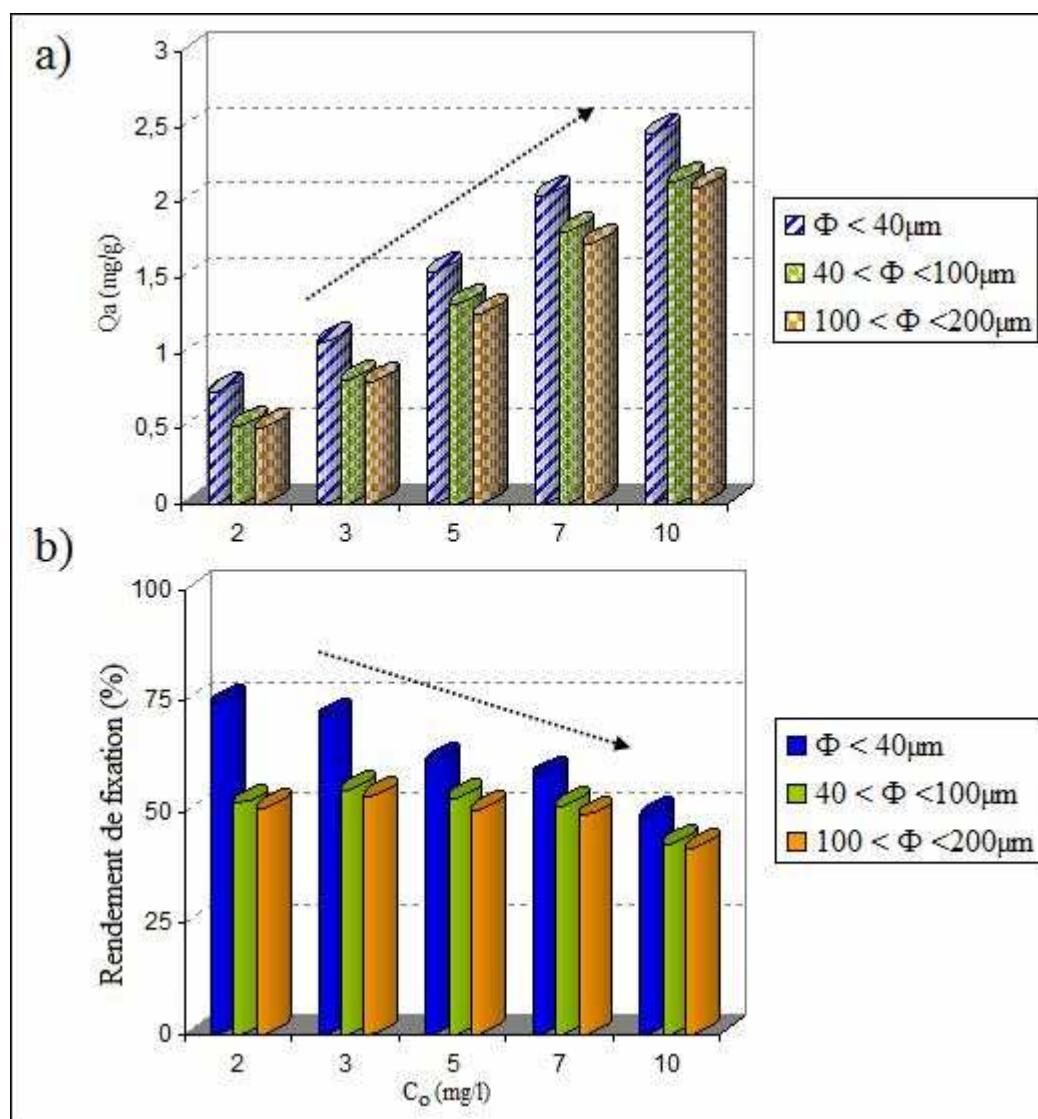 a)
3
2,5
2
1,5
1
0,5
0
Qa (mg/g)
2 3 5 7 10
Φ < 40µm
40 < Φ <100µm
100 < Φ <200µm
b)
100
75
50
25
0
Rendement de fixation (%)
2 3 5 7 10
Co (mg/l)
Φ < 40µm
40 < Φ <100µm
100 < Φ <200µm